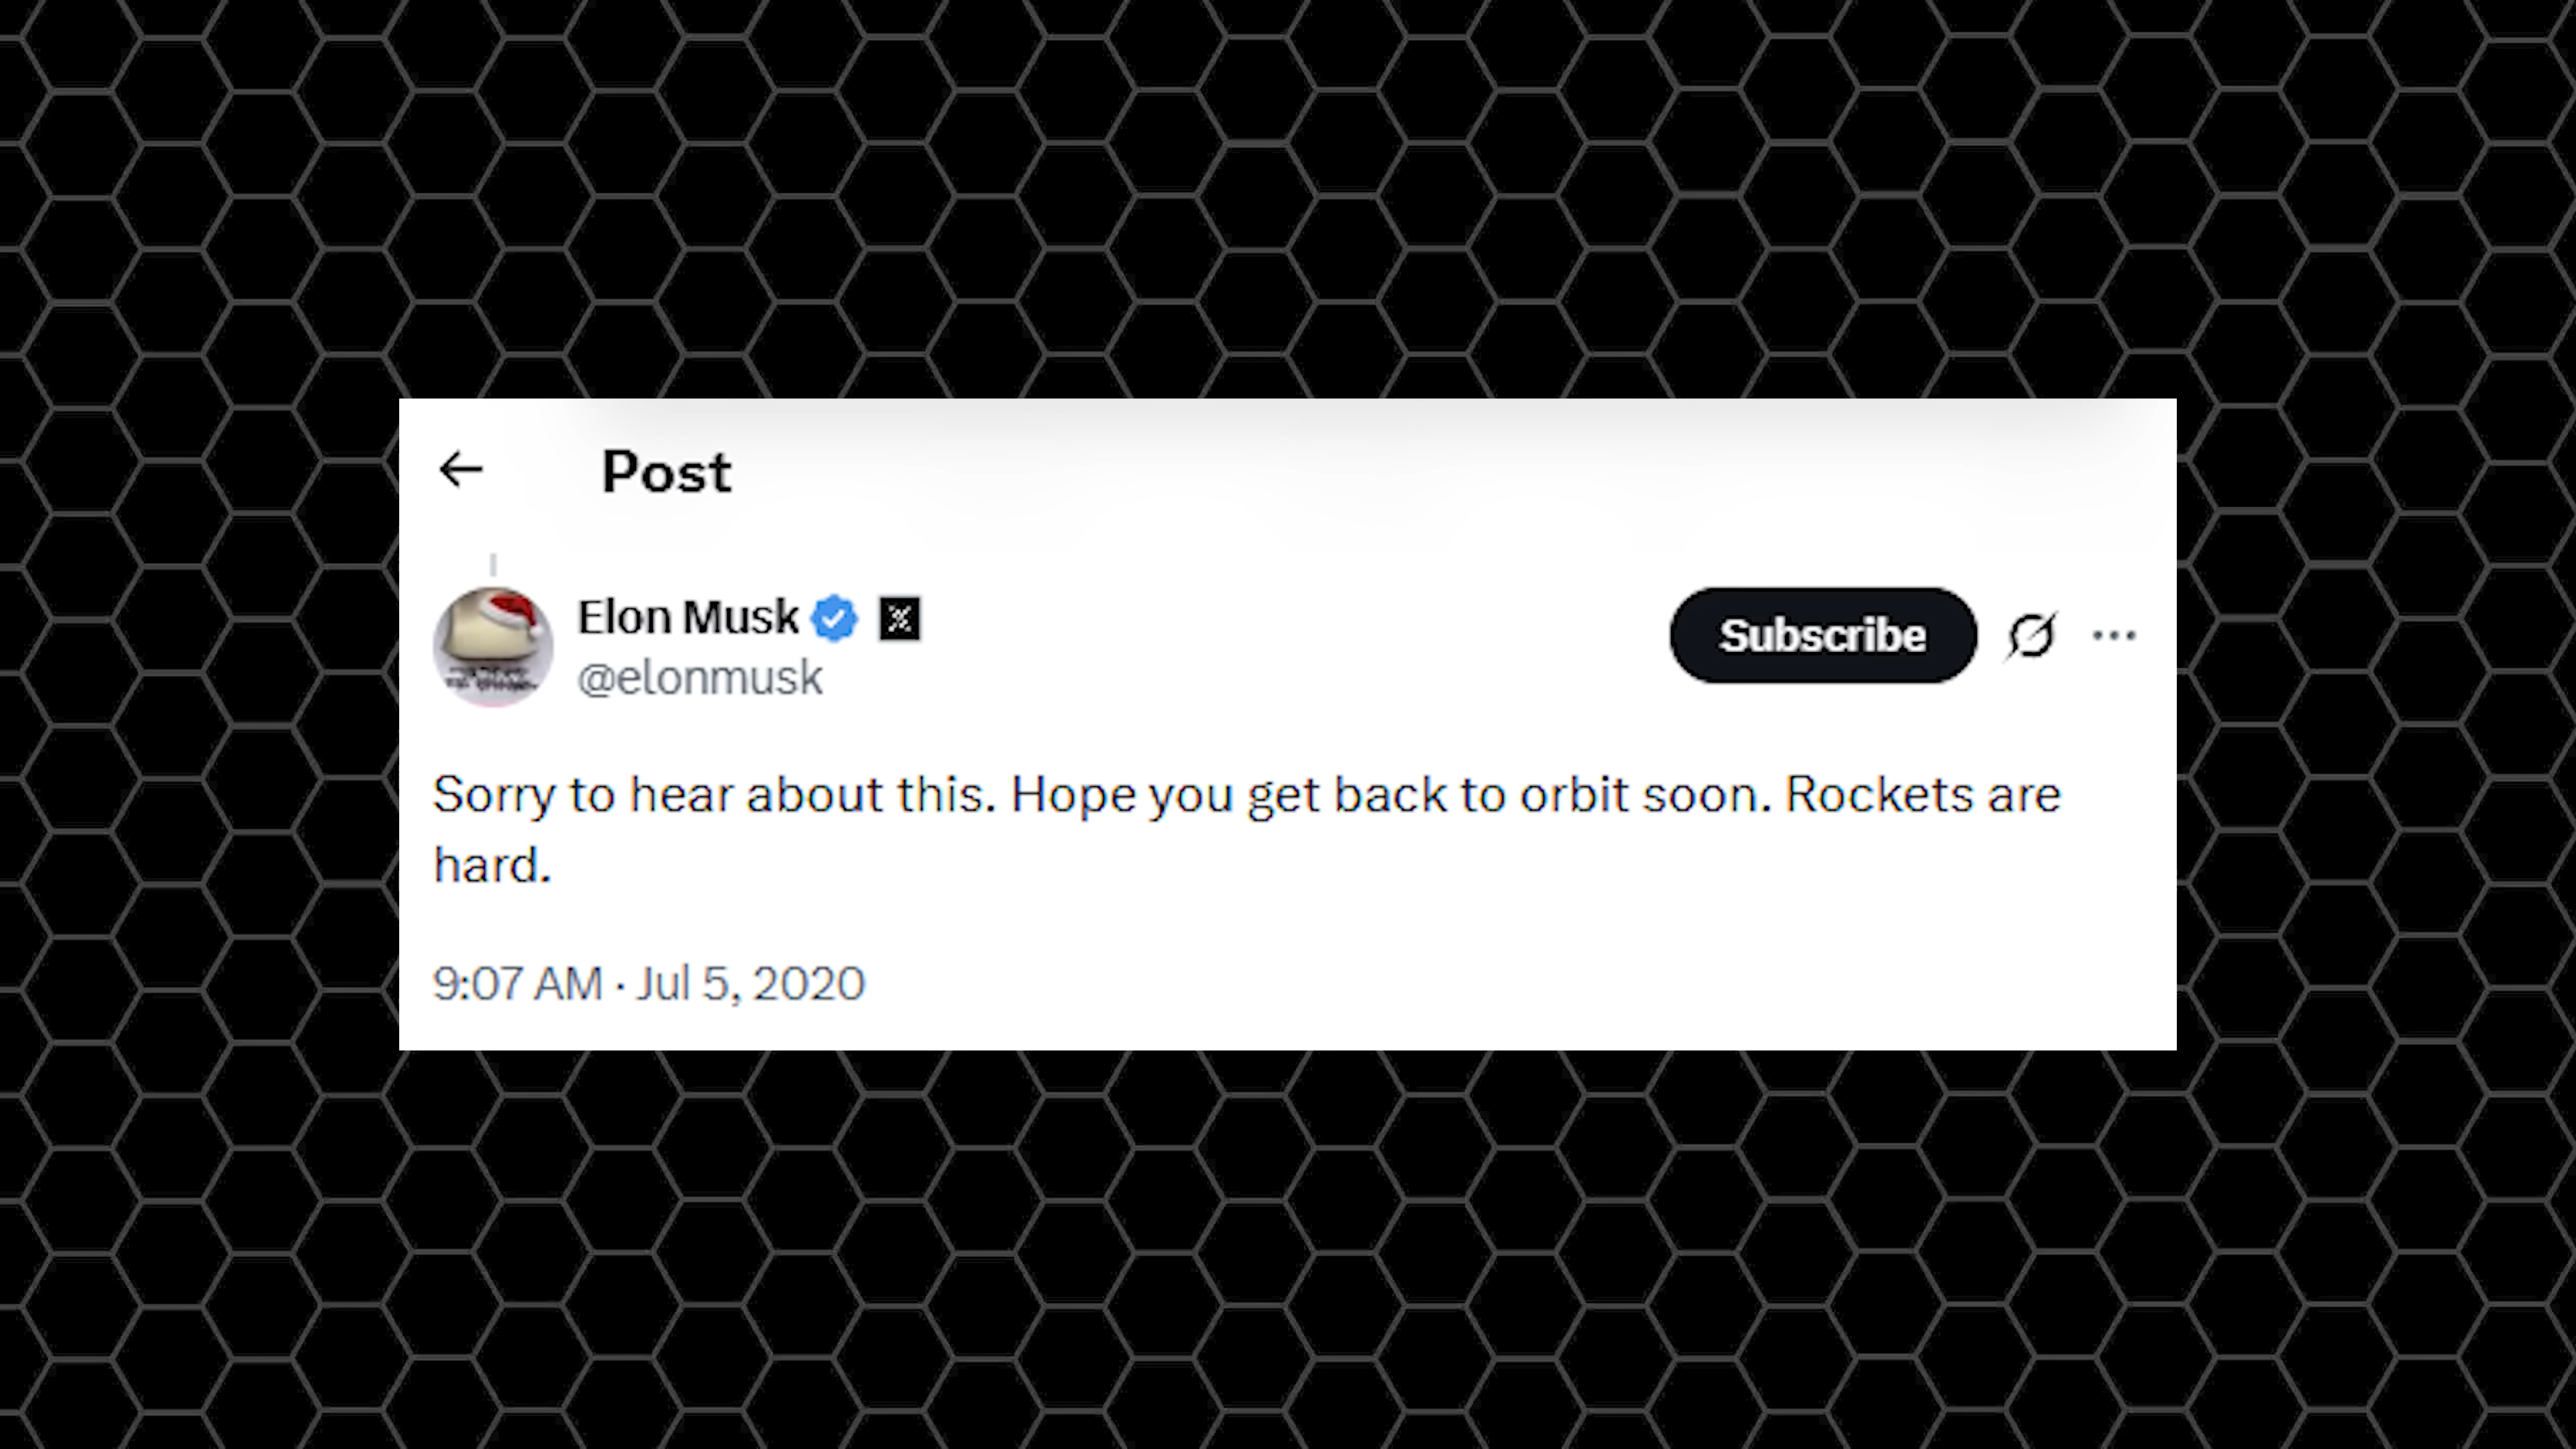 Post
Elon Musk
@elonmusk
Subscribe
Sorry to hear about this. Hope you get back to orbit soon. Rockets are
hard.
9:07 AM · Jul 5, 2020